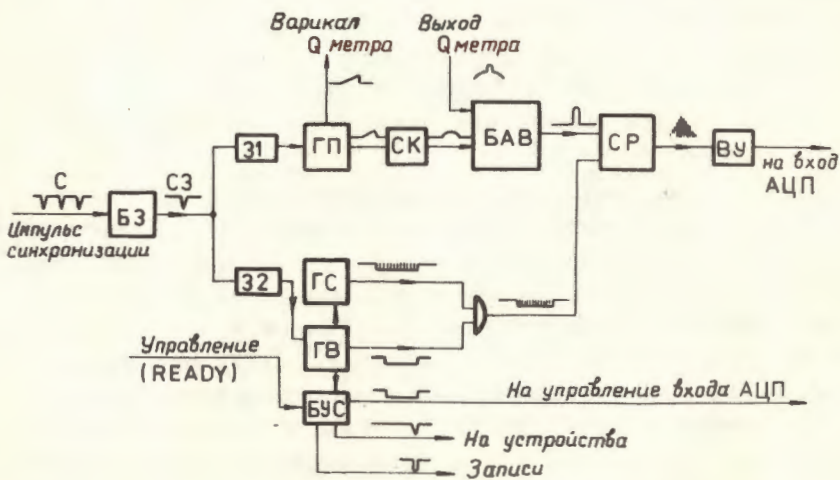 Варикап
Q метра
Выход
Q метра
З1
ГП
СК
БАВ
СР
ВУ
на вход
АЦП
С
СЗ
БЗ
Импульс
синхронизации
З2
ГС
ГВ
Управление
(READY)
БУС
На управление входа АЦП
На устройства
Записи